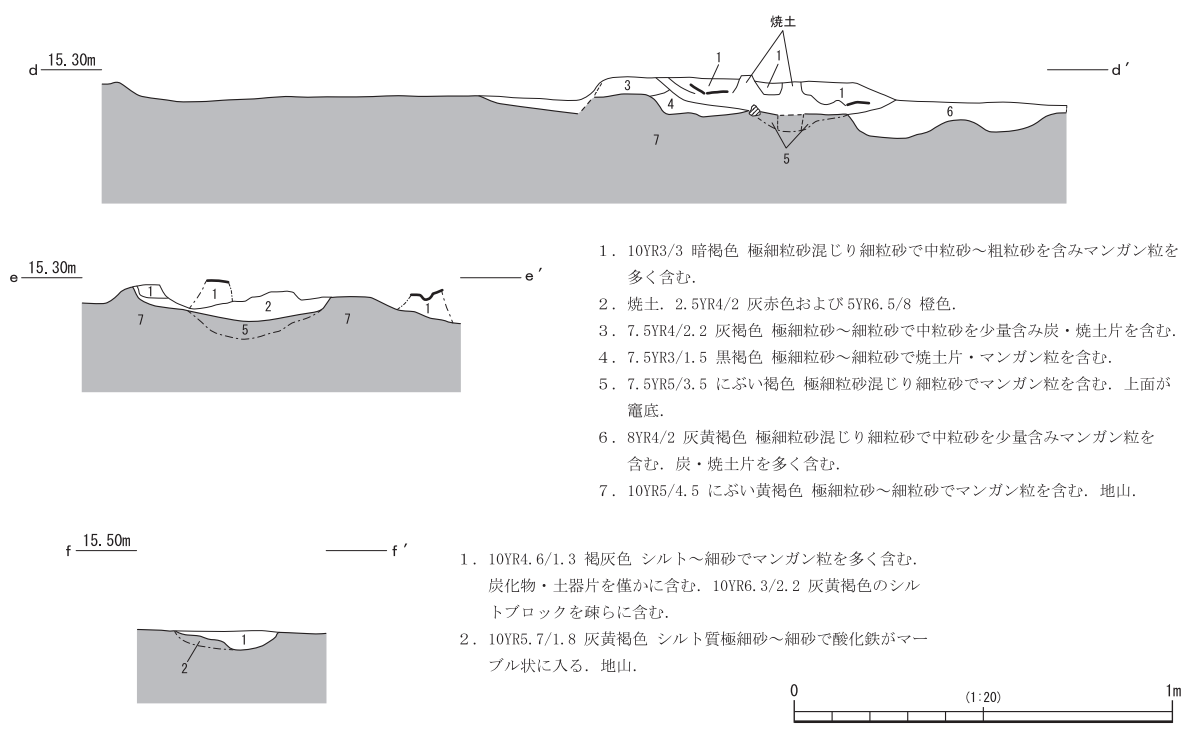 焼土
d 15.30m d′
1 1
3 1
4 6
7
5
e 15.30m e′
1 1
2 1
7 5 7
1. 10YR3/3 暗褐色 極細粒砂混じり細粒砂で中粒砂～粗粒砂を含みマンガン粒を
多く含む.
2. 焼土. 2.5YR4/2 灰赤色および5YR6.5/8 橙色.
3. 7.5YR4/2.2 灰褐色 極細粒砂～細粒砂で中粒砂を少量含み炭・焼土片を含む.
4. 7.5YR3/1.5 黒褐色 極細粒砂～細粒砂で焼土片・マンガン粒を含む.
5. 7.5YR5/3.5 にぶい褐色 極細粒砂混じり細粒砂でマンガン粒を含む. 上面が
竈底.
6. 8YR4/2 灰黄褐色 極細粒砂混じり細粒砂で中粒砂を少量含みマンガン粒を
含む. 炭・焼土片を多く含む.
7. 10YR5/4.5 にぶい黄褐色 極細粒砂～細粒砂でマンガン粒を含む. 地山.
f 15.50m f′
1
2
1. 10YR4.6/1.3 褐灰色 シルト～細砂でマンガン粒を多く含む.
炭化物・土器片を僅かに含む. 10YR6.3/2.2 灰黄褐色のシル
トブロックを疎らに含む.
2. 10YR5.7/1.8 灰黄褐色 シルト質極細砂～細砂で酸化鉄がマー
ブル状に入る. 地山.
0 (1:20) 1m